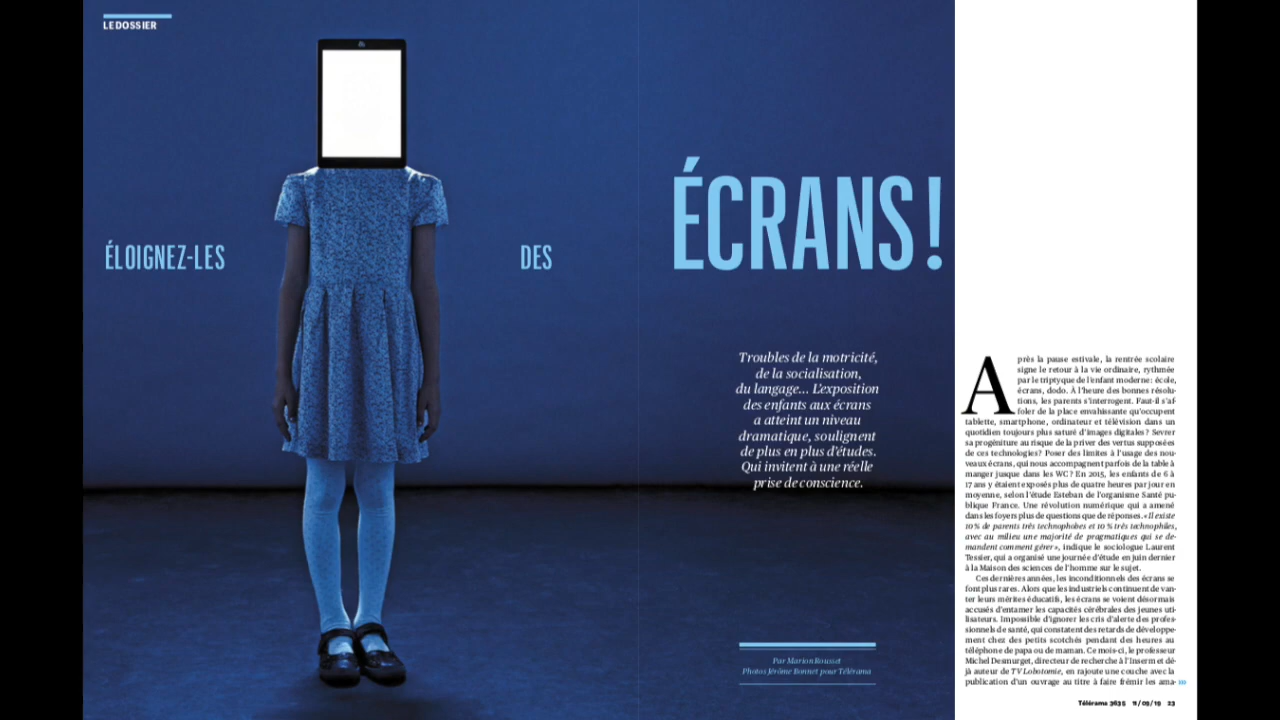 LE DOSSIER
ÉLOIGNEZ-LES
DES
ÉCRANS!
Troubles de la motricité,
de la socialisation,
du langage... L'exposition
des enfants aux écrans
a atteint un niveau
dramatique, soulignent
de plus en plus d'études.
Qui invitent à une réelle
prise de conscience.
Par Marion Rousset
Photos Jérôme Bonnet pour Télérama
Après la pause estivale, la rentrée scolaire
signe le retour à la vie ordinaire, rythmée
par le triptyque de l'enfant moderne: école,
écrans, dodo. À l'heure des bonnes résolu-
tions, les parents s'interrogent. Faut-il s'af-
foler de la place envahissante qu'occupent
tablette, smartphone, ordinateur et télévision dans un
quotidien toujours plus saturé d'images digitales? Sevrer
sa progéniture au risque de la priver des vertus supposées
de ces technologies? Poser des limites à l'usage des nou-
veaux écrans, qui nous accompagnent parfois de la table à
manger jusque dans les WC? En 2015, les enfants de 6 à
17 ans y étaient exposés plus de quatre heures par jour en
moyenne, selon l'étude Esteban de l'organisme Santé pu-
blique France. Une révolution numérique qui a amené
dans les foyers plus de questions que de réponses. «Il existe
10 % de parents très technophobes et 10 % très technophiles,
avec au milieu une majorité de pragmatiques qui se de-
mandent comment gérer», indique le sociologue Laurent
Tessier, qui a organisé une journée d'étude en juin dernier
à la Maison des sciences de l'homme sur le sujet.
Ces dernières années, les inconditionnels des écrans se
font plus rares. Alors que les industriels continuent de van-
ter leurs mérites éducatifs, les écrans se voient désormais
accusés d'entamer les capacités cérébrales des jeunes uti-
lisateurs. Impossible d'ignorer les cris d'alerte des profes-
sionnels de santé, qui constatent des retards de développe-
ment chez des petits scotchés pendant des heures au
téléphone de papa ou de maman. Ce mois-ci, le professeur
Michel Desmurget, directeur de recherche à l'Inserm et dé-
jà auteur de TV Lobotomie, en rajoute une couche avec la
publication d'un ouvrage au titre à faire frémir les ama- »»
Télérama 3635 11/09/19 23